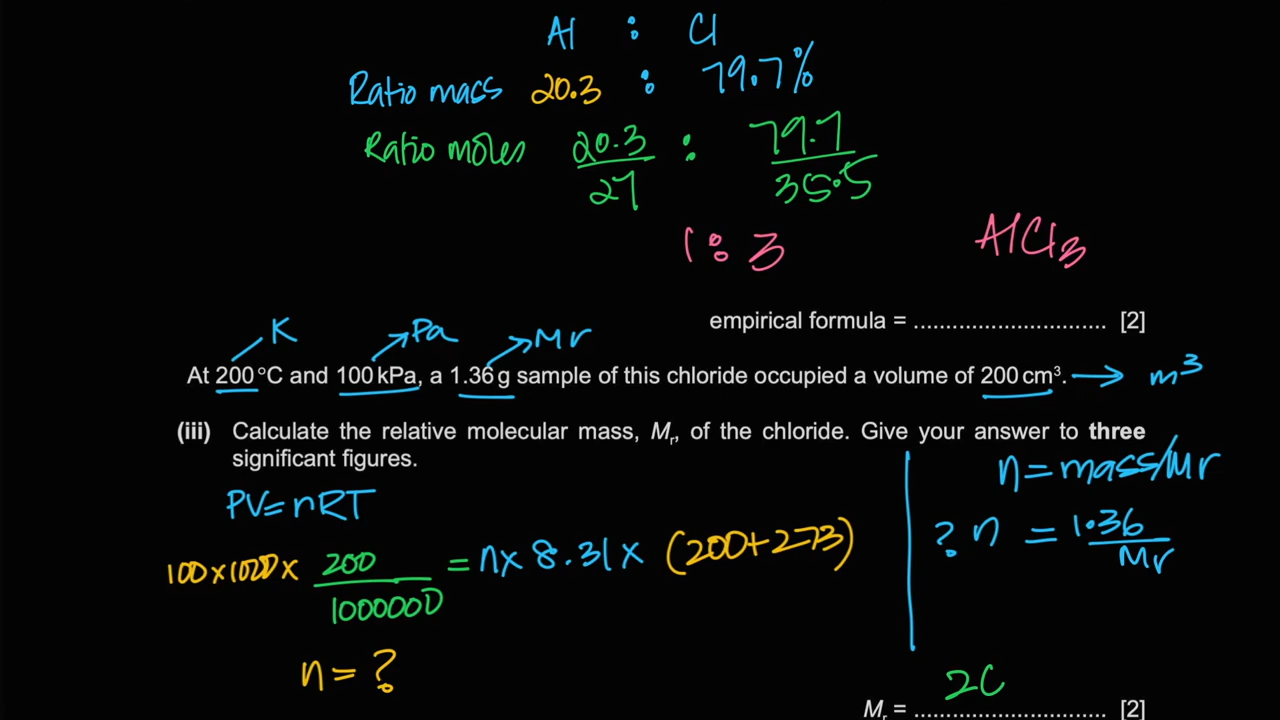 Al : Cl
Ratio mass 20.3 : 79.7%
Ratio moles 20.3/27 : 79.7/35.5
1 : 3 AlCl3
empirical formula = .............................. [2]
K Pa Mr
At 200 °C and 100 kPa, a 1.36 g sample of this chloride occupied a volume of 200 cm³. → m³
(iii) Calculate the relative molecular mass, Mr, of the chloride. Give your answer to three
significant figures.
n = mass/Mr
PV = nRT
? n = 1.36/Mr
100 x 1000 x 200/1000000 = n x 8.31 x (200+273)
n = ?
20
Mr = .............................. [2]